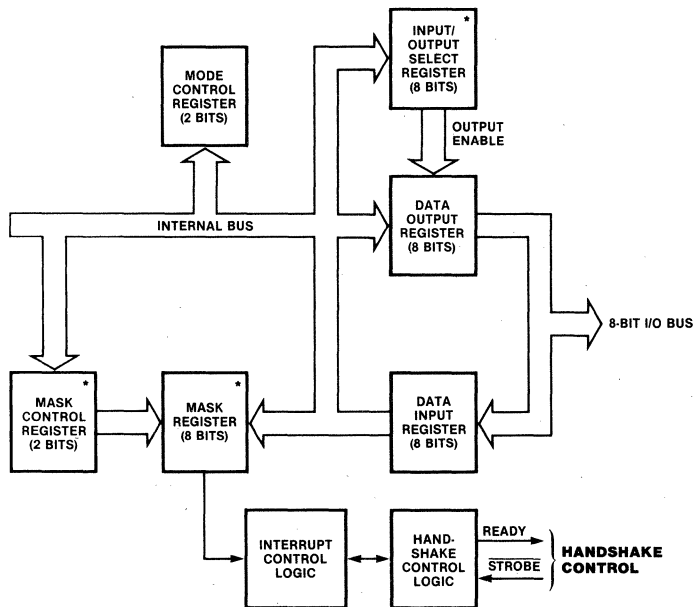 *
INPUT/
OUTPUT
SELECT
REGISTER
(8 BITS)
MODE
CONTROL
REGISTER
(2 BITS)
OUTPUT
ENABLE
DATA
OUTPUT
REGISTER
(8 BITS)
INTERNAL BUS
8-BIT I/O BUS
*
MASK
CONTROL
REGISTER
(2 BITS)
*
MASK
REGISTER
(8 BITS)
DATA
INPUT
REGISTER
(8 BITS)
INTERRUPT
CONTROL
LOGIC
HAND-
SHAKE
CONTROL
LOGIC
READY
STROBE
HANDSHAKE
CONTROL